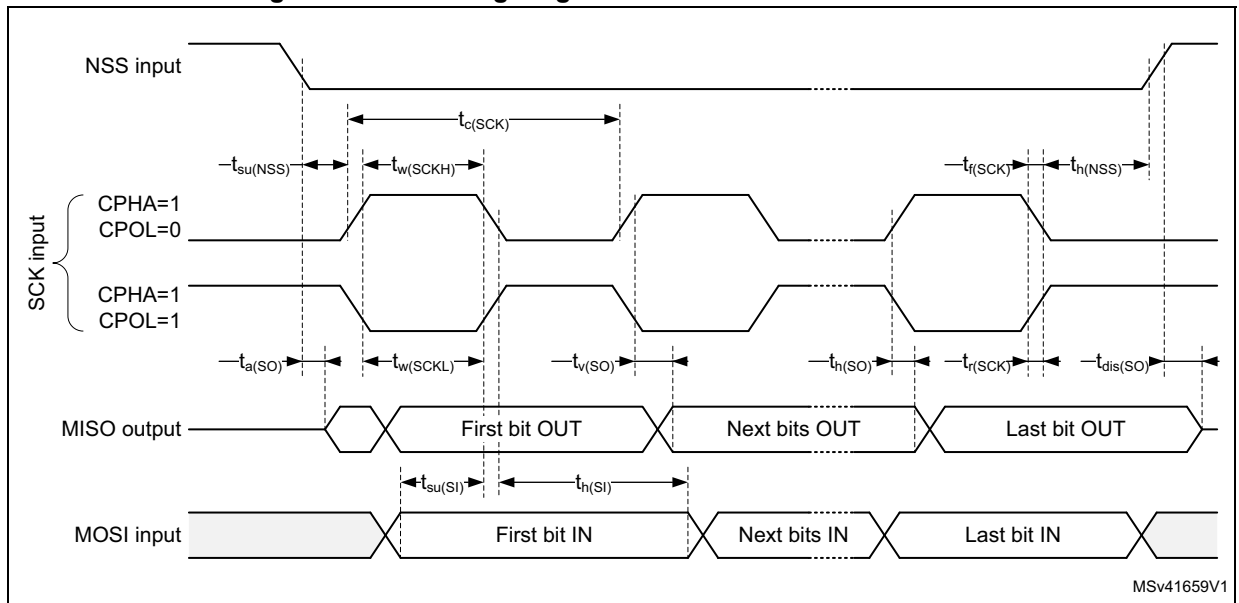 NSS input
tc(SCK)
tsu(NSS)
tw(SCKH)
tf(SCK)
th(NSS)
SCK input
CPHA=1
CPOL=0
CPHA=1
CPOL=1
ta(SO)
tw(SCKL)
tv(SO)
th(SO)
tr(SCK)
tdis(SO)
MISO output
First bit OUT
Next bits OUT
Last bit OUT
tsu(SI)
th(SI)
MOSI input
First bit IN
Next bits IN
Last bit IN
MSv41659V1